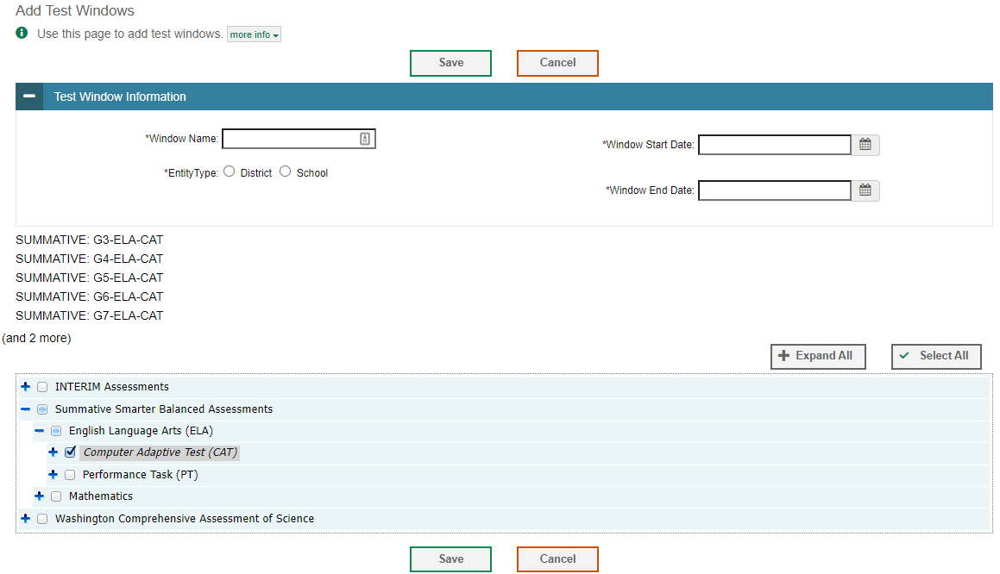 Add Test Windows
Use this page to add test windows. more info
Save Cancel
Test Window Information
*Window Name:
*Window Start Date:
*EntityType: District School
*Window End Date:
SUMMATIVE: G3-ELA-CAT
SUMMATIVE: G4-ELA-CAT
SUMMATIVE: G5-ELA-CAT
SUMMATIVE: G6-ELA-CAT
SUMMATIVE: G7-ELA-CAT
(and 2 more)
Expand All Select All
INTERIM Assessments
Summative Smarter Balanced Assessments
English Language Arts (ELA)
Computer Adaptive Test (CAT)
Performance Task (PT)
Mathematics
Washington Comprehensive Assessment of Science
Save Cancel